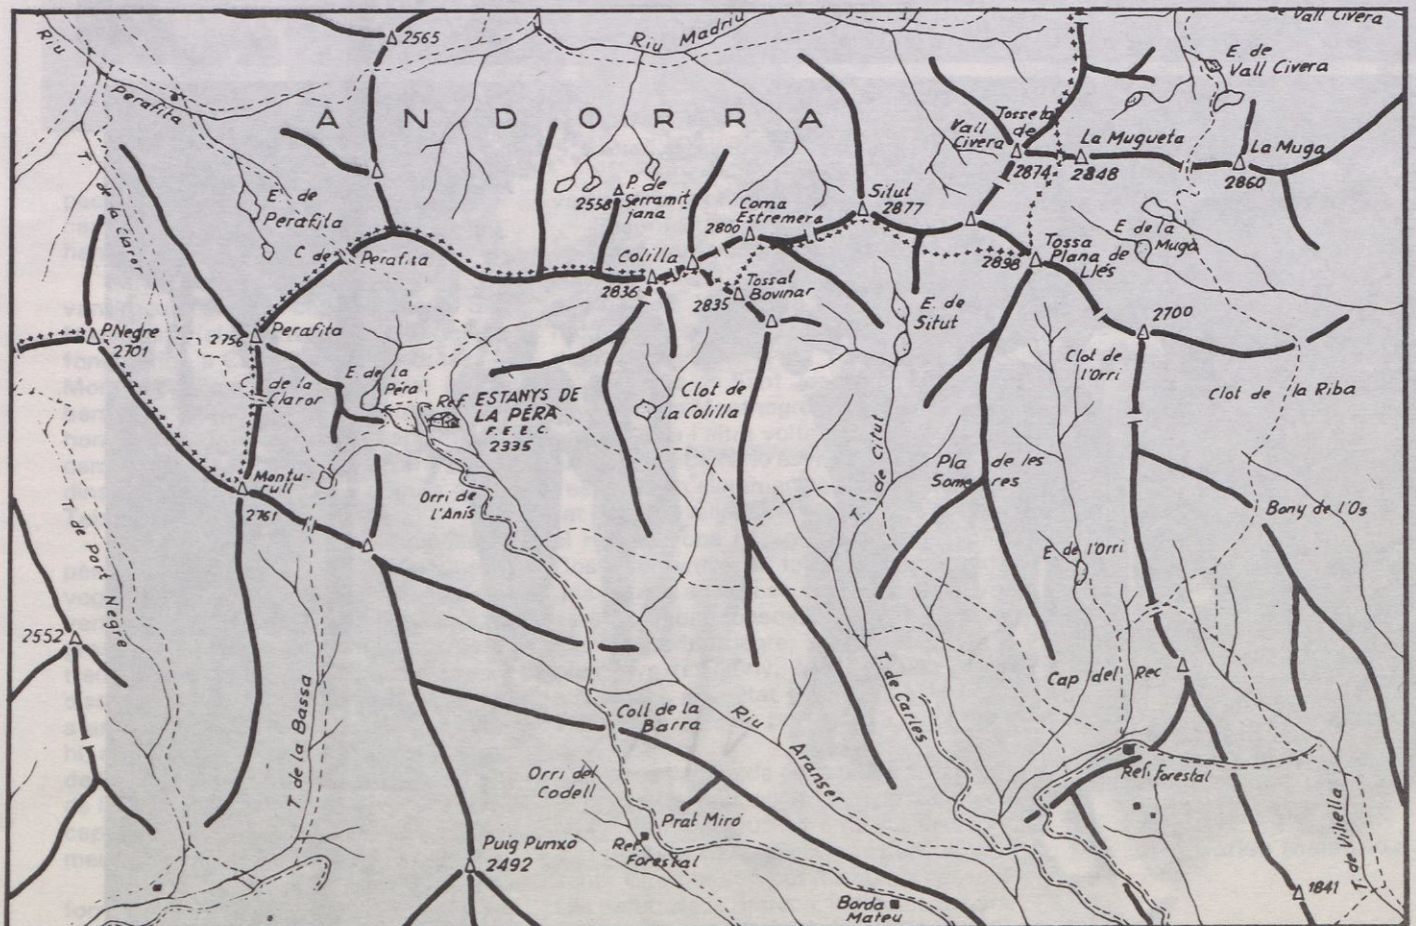 Vall Civera
Riu
2565
Riu Madriu
E. de
Vall Civera
Perafita
ANDORRA
Tosseta
de
Vall
Civera
2874
La Mugueta
2848
La Muga
2860
T. de la Claror
E. de
Perafita
P. de
Serramit
jana
2558
Situt
2877
Coma
Estremera
2800
E. de la
Muga
C. de Perafita
Colilla
2836
Tossa
Plana de
Llés
2898
Tossal
Bovinar
2835
E. de
Situt
P. Negre
2701
2756
Perafita
2700
C. de la
Claror
E. de la
Péra
Ref. ESTANYS DE
LA PÉRA
F.E.E.C.
2335
Clot de
la Colilla
Clot de
l'Orri
Clot de la Riba
T. de Citut
Pla de les
Someres
Montu-
rull
2761
Orri de
l'Anís
Bony de l'Os
T. de Port Negre
E de l'Orri
2552
T. de Carles
Cap del Rec
T. de la Bassa
Coll de la
Barra
Riu Aranser
Orri del
Codell
Ref. Forestal
Prat Miró
T. de Vilella
Puig Punxó
2492
Ref.
Forestal
1841
Borda
Mateu